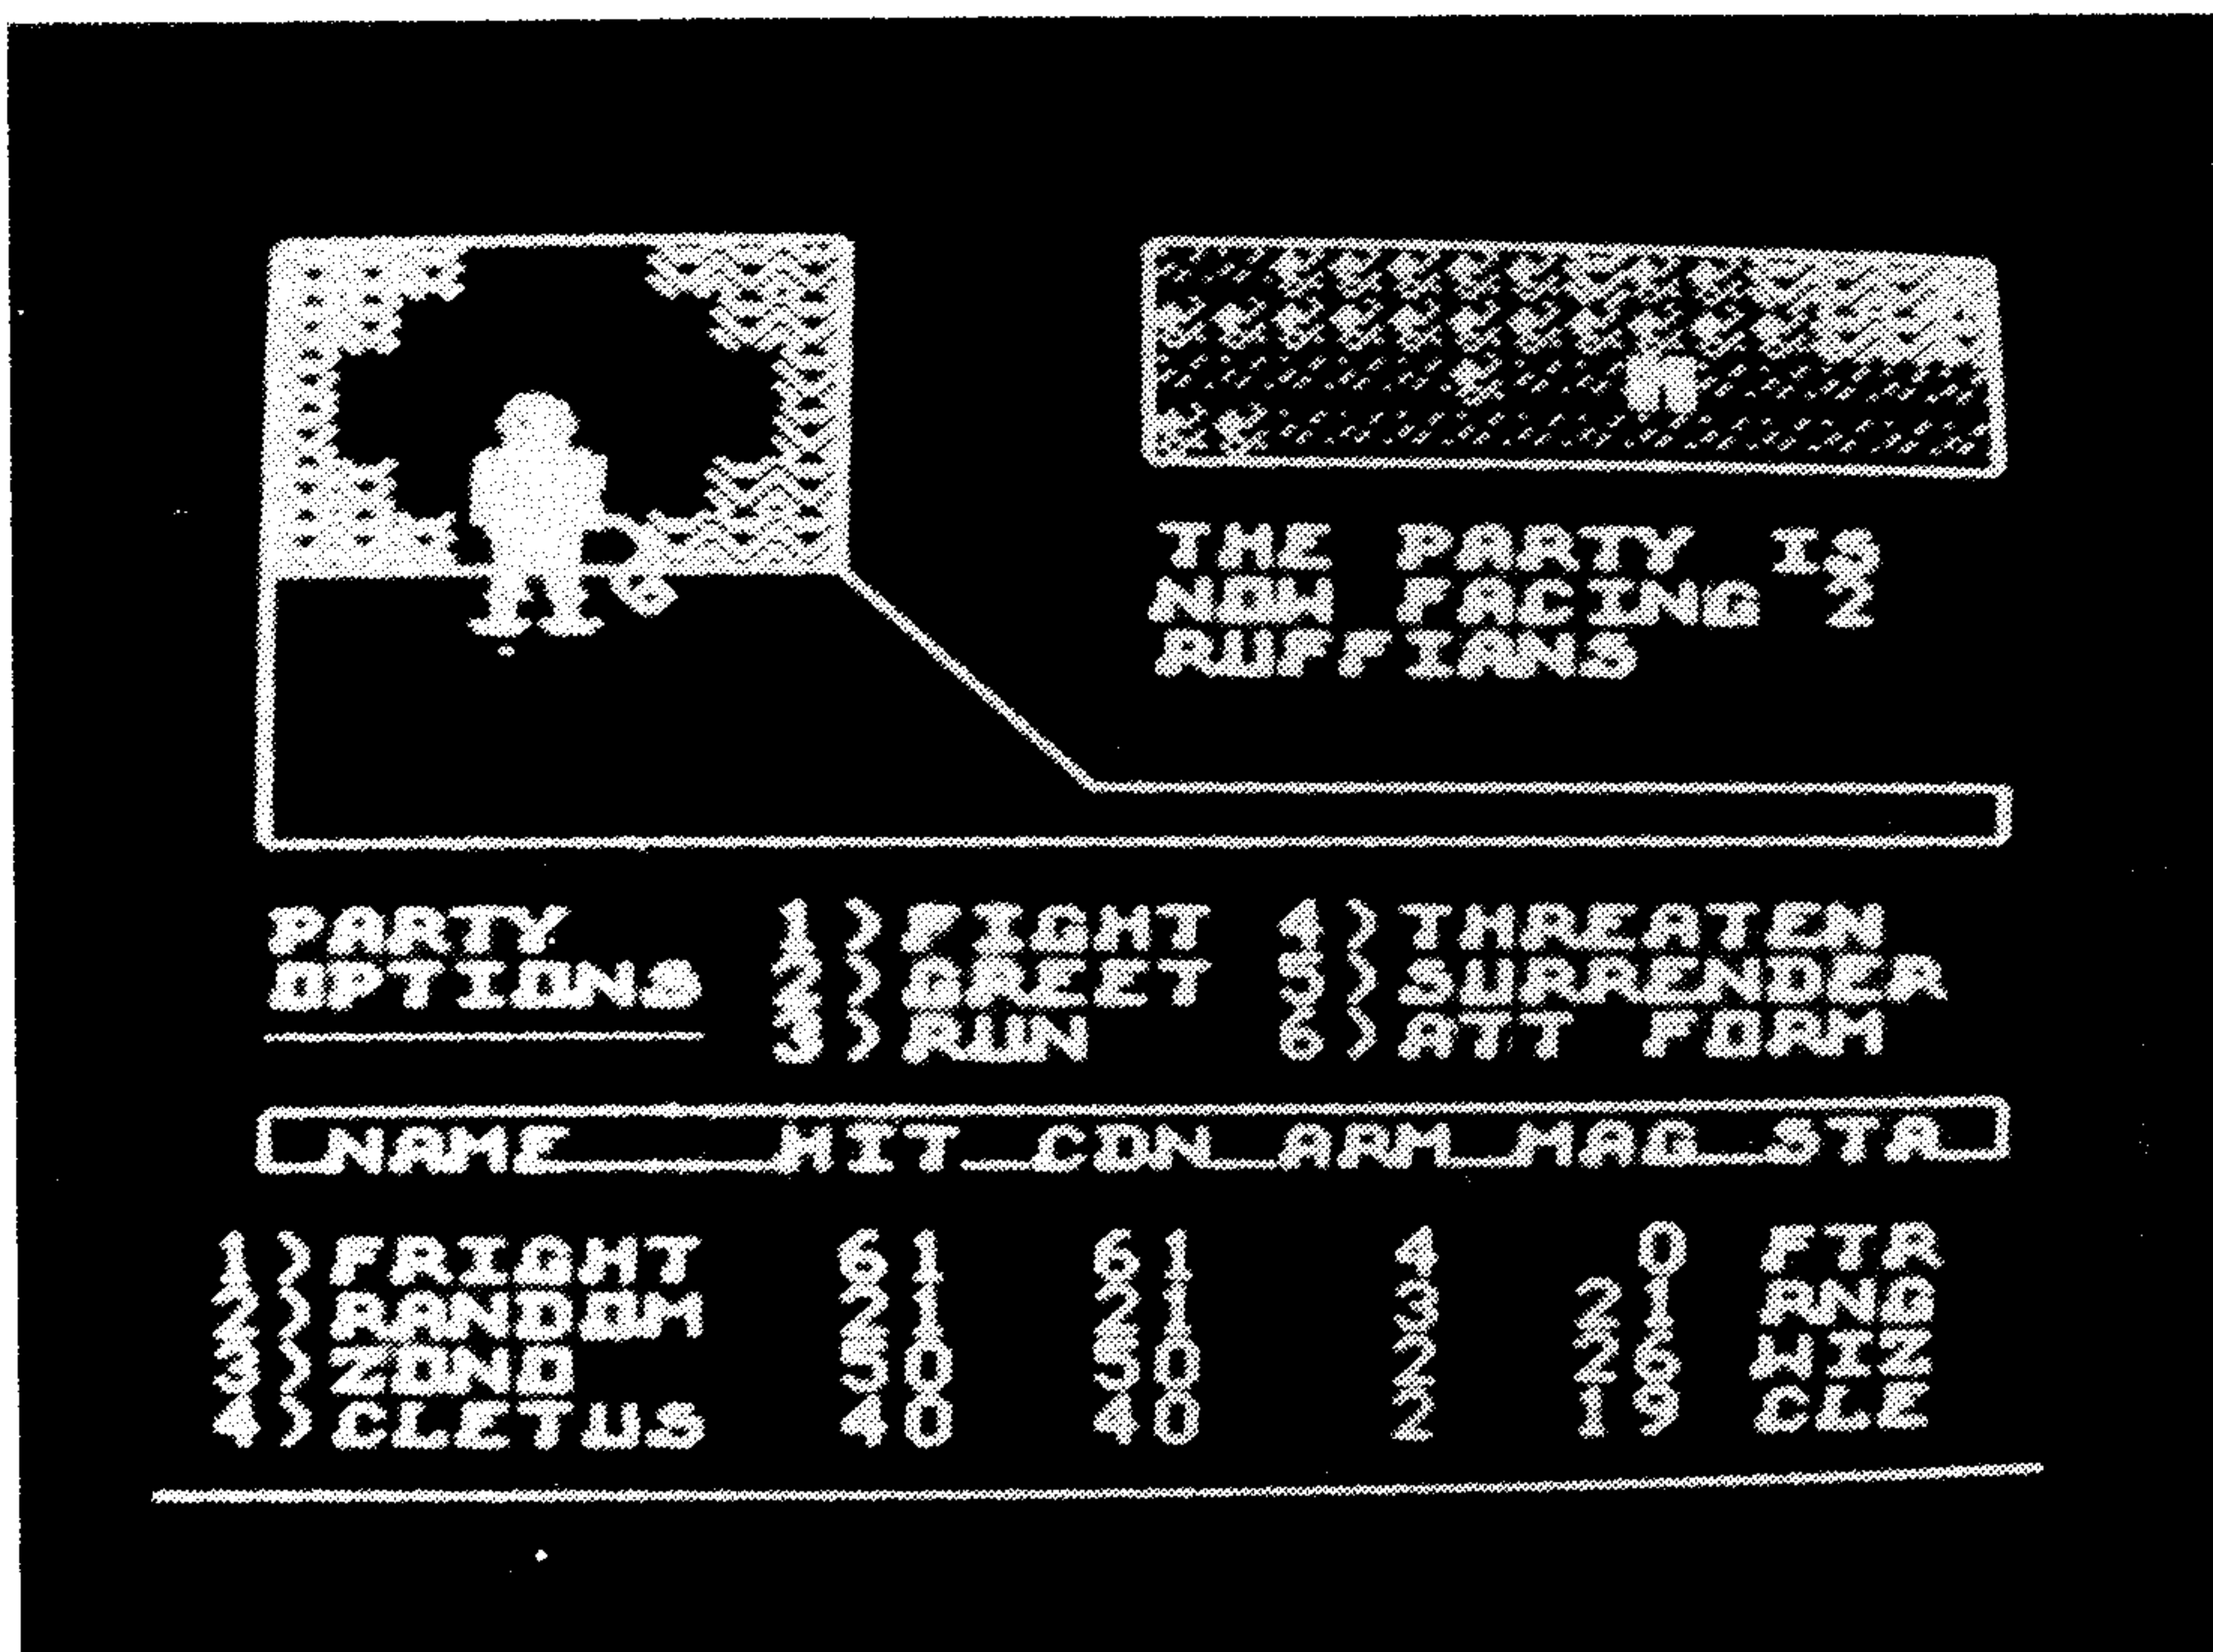 THE PARTY IS
NOW FACING 2
RUFFIANS
PARTY
OPTIONS
1) FIGHT 4) THREATEN
2) GREET 5) SURRENDER
3) RUN 6) ATT FORM
NAME HIT CON ARM MAG STA
1) FRIGHT 61 61 4 0 FTR
2) RANDOM 21 21 3 21 RNG
3) ZOND 50 50 2 26 WIZ
4) CLETUS 40 40 2 19 CLE